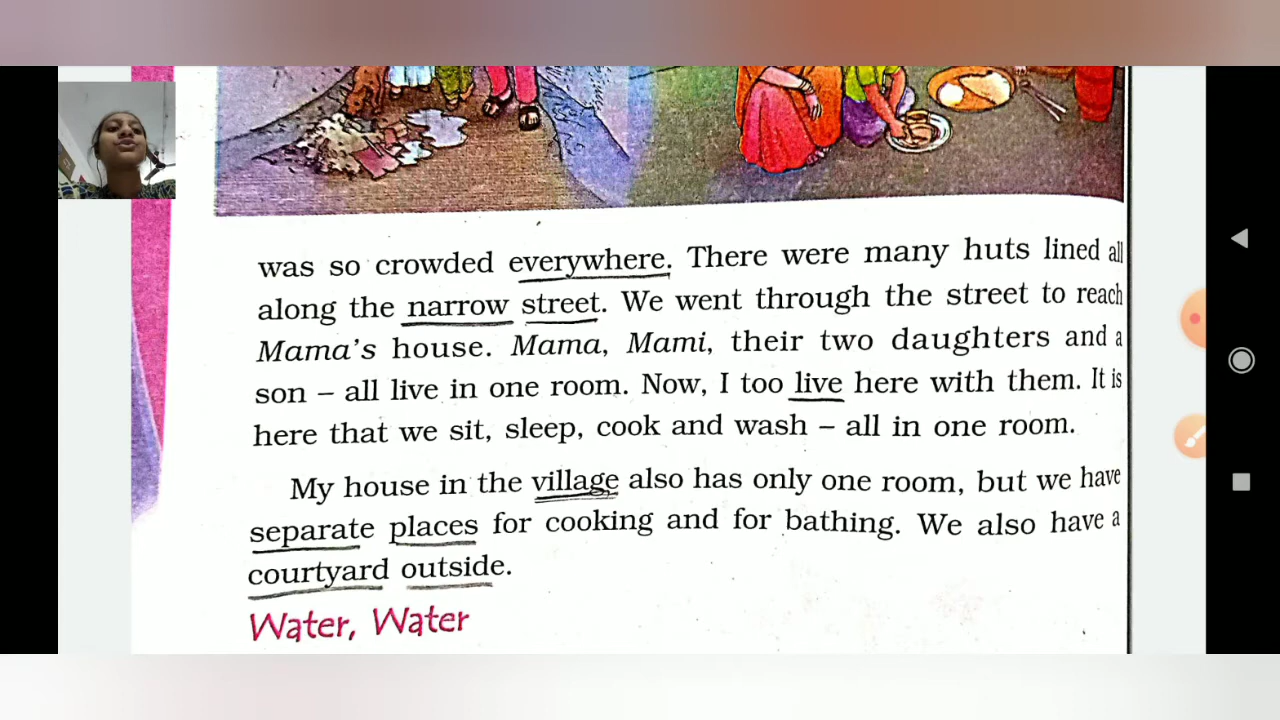 was so crowded everywhere. There were many huts lined all
along the narrow street. We went through the street to reach
Mama's house. Mama, Mami, their two daughters and a
son – all live in one room. Now, I too live here with them. It is
here that we sit, sleep, cook and wash – all in one room.
My house in the village also has only one room, but we have
separate places for cooking and for bathing. We also have a
courtyard outside.
Water, Water